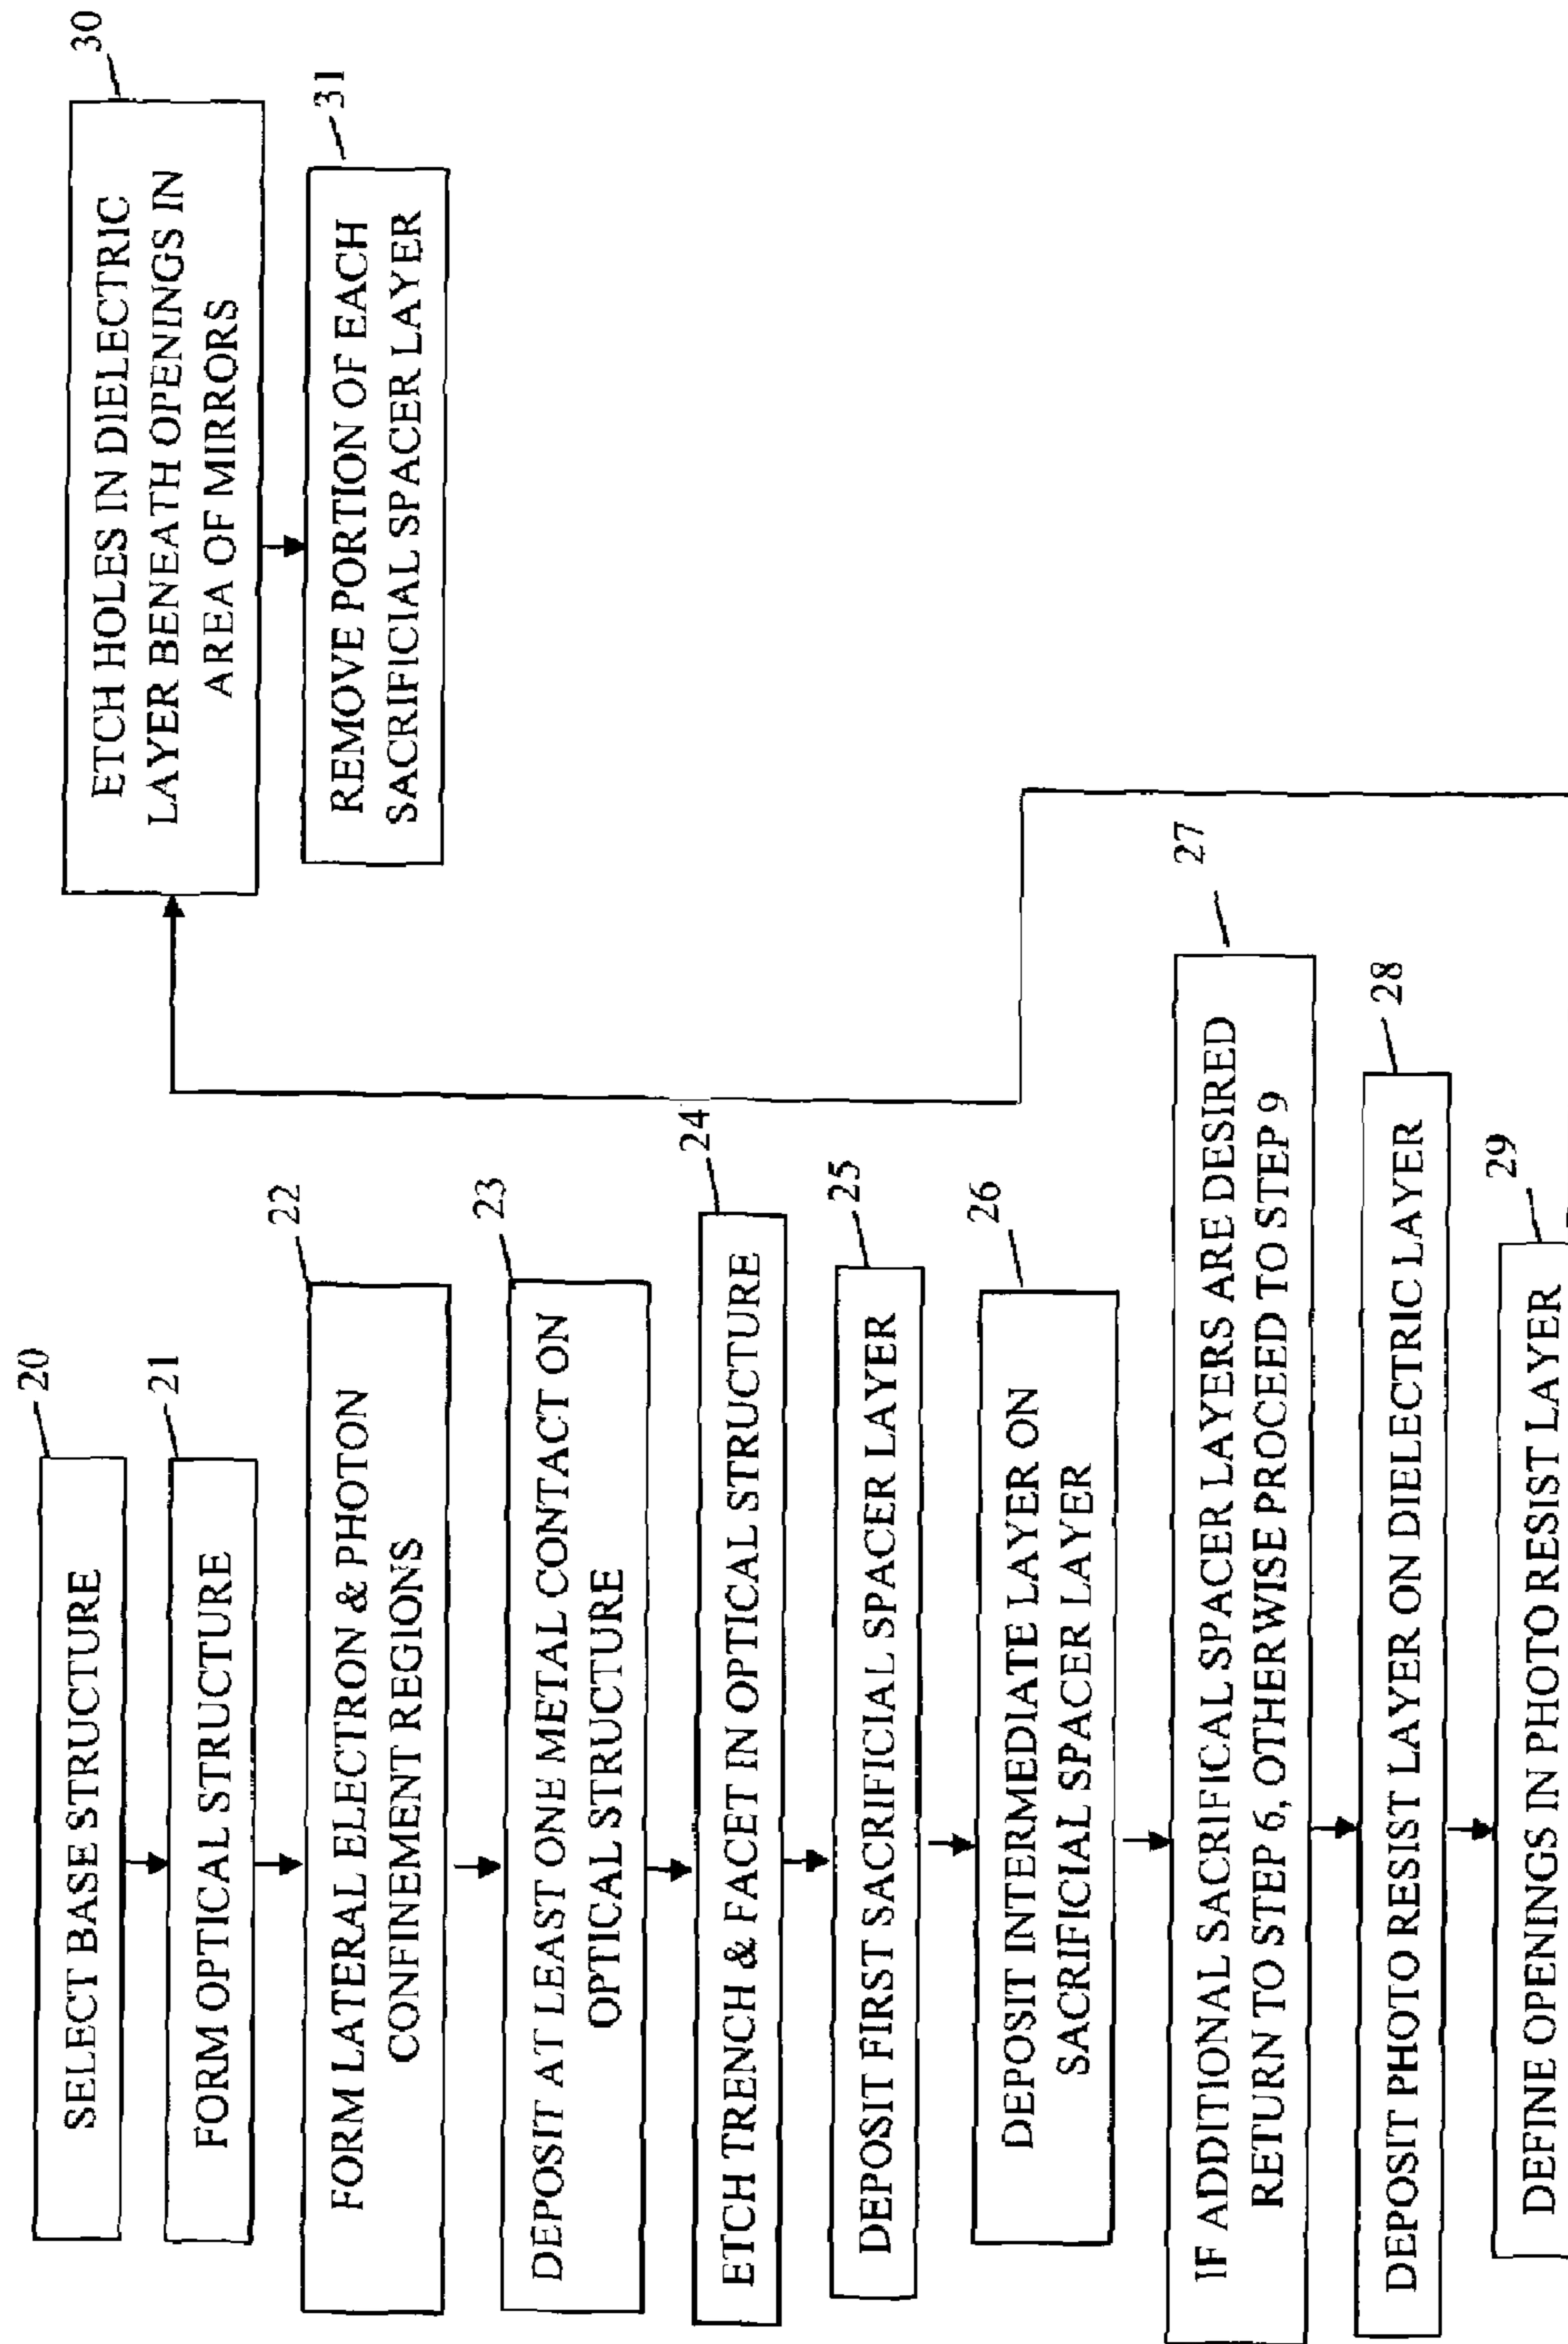 20
SELECT BASE STRUCTURE
21
FORM OPTICAL STRUCTURE
22
FORM LATERAL ELECTRON & PHOTON
CONFINEMENT REGIONS
23
DEPOSIT AT LEAST ONE METAL CONTACT ON
OPTICAL STRUCTURE
24
ETCH TRENCH & FACET IN OPTICAL STRUCTURE
25
DEPOSIT FIRST SACRIFICIAL SPACER LAYER
26
DEPOSIT INTERMEDIATE LAYER ON
SACRIFICIAL SPACER LAYER
27
IF ADDITIONAL SACRIFICAL SPACER LAYERS ARE DESIRED
RETURN TO STEP 6, OTHERWISE PROCEED TO STEP 9
28
DEPOSIT PHOTO RESIST LAYER ON DIELECTRIC LAYER
29
DEFINE OPENINGS IN PHOTO RESIST LAYER
30
ETCH HOLES IN DIELECTRIC
LAYER BENEATH OPENINGS IN
AREA OF MIRRORS
31
REMOVE PORTION OF EACH
SACRIFICIAL SPACER LAYER